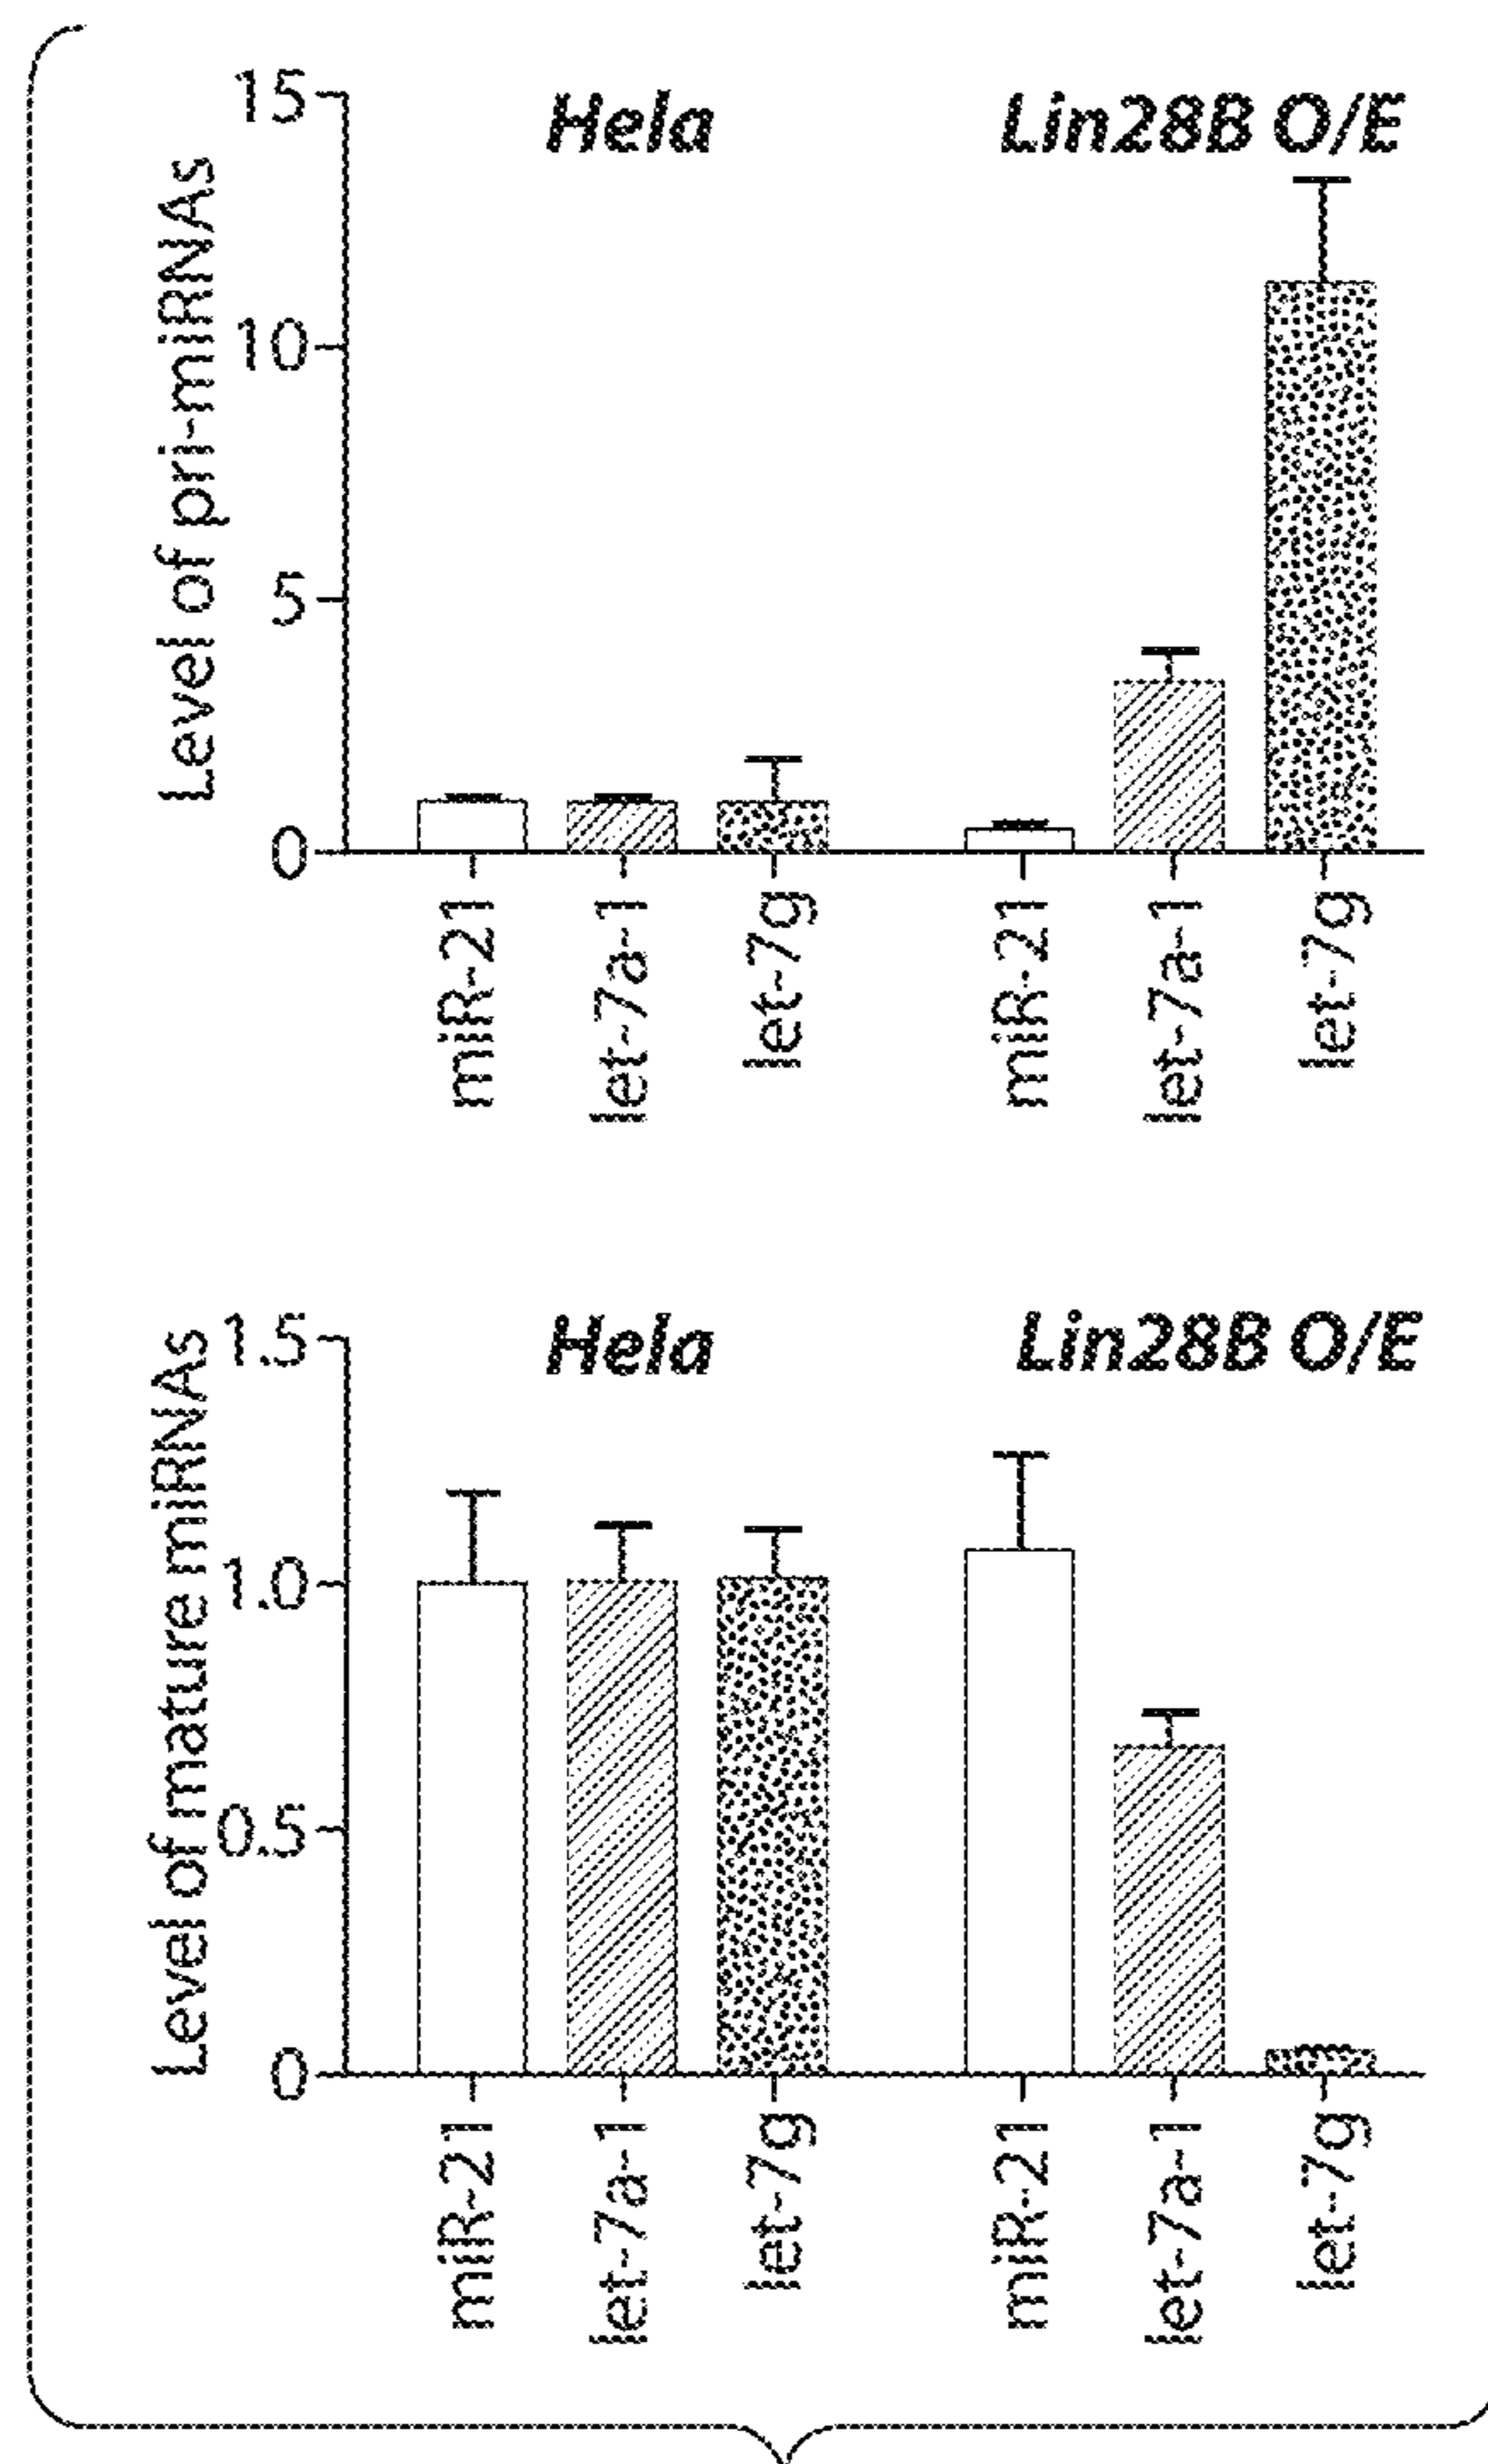 Level of pri-miRNAs
15
10
5
0
Hela
Lin28B O/E
miR-21
let-7a-1
let-7g
miR-21
let-7a-1
let-7g
Level of mature miRNAs
1.5
1.0
0.5
0
Hela
Lin28B O/E
miR-21
let-7a-1
let-7g
miR-21
let-7a-1
let-7g